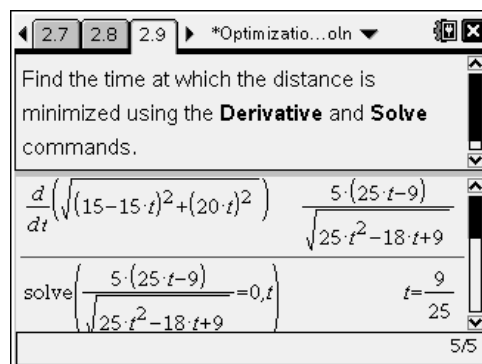 2.7 2.8 2.9 *Optimizatio...oln
Find the time at which the distance is
minimized using the Derivative and Solve
commands.
d/dt(√((15-15·t)²+(20·t)²)) 5·(25·t-9)/√(25·t²-18·t+9)
solve(5·(25·t-9)/√(25·t²-18·t+9)=0,t) t=9/25
5/5